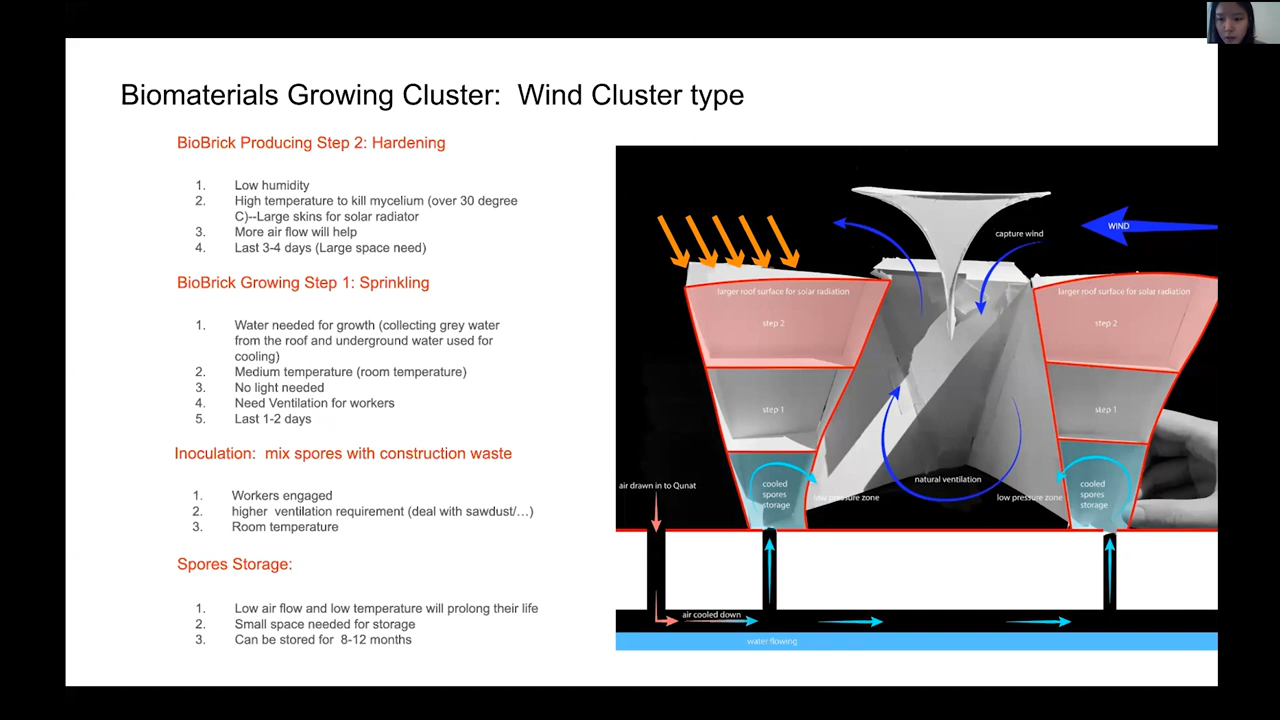 Biomaterials Growing Cluster:  Wind Cluster type
BioBrick Producing Step 2: Hardening
1. Low humidity
2. High temperature to kill mycelium (over 30 degree
C)--Large skins for solar radiator
3. More air flow will help
4. Last 3-4 days (Large space need)
BioBrick Growing Step 1: Sprinkling
1. Water needed for growth (collecting grey water
from the roof and underground water used for
cooling)
2. Medium temperature (room temperature)
3. No light needed
4. Need Ventilation for workers
5. Last 1-2 days
Inoculation:  mix spores with construction waste
1. Workers engaged
2. higher  ventilation requirement (deal with sawdust/…)
3. Room temperature
Spores Storage:
1. Low air flow and low temperature will prolong their life
2. Small space needed for storage
3. Can be stored for  8-12 months
WIND
capture wind
larger roof surface for solar radiation
larger roof surface for solar radiation
step 2
step 2
step 1
step 1
natural ventilation
cooled
spores
storage
cooled
spores
storage
air drawn in to Qunat
low pressure zone
low pressure zone
air cooled down
water flowing